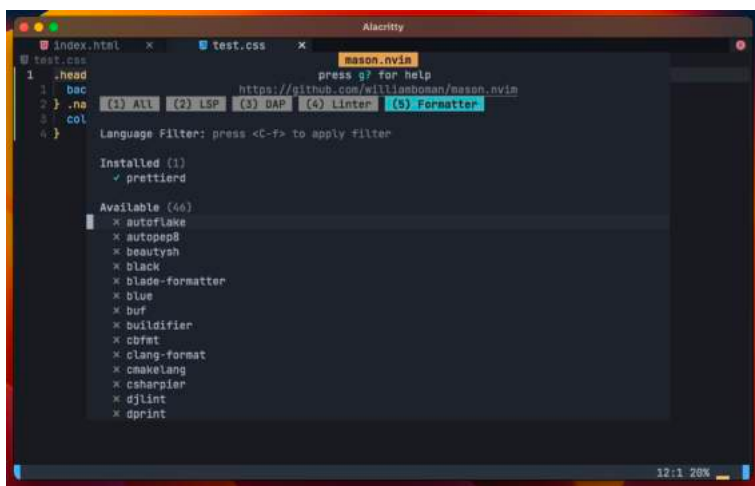 Alacritty
index.html × test.css ×
test.css mason.nvim
1 .head press g? for help
1 bac https://github.com/williamboman/mason.nvim
2 } .na (1) All (2) LSP (3) DAP (4) Linter (5) Formatter
3 col
4 } Language Filter: press <C-f> to apply filter
Installed (1)
✓ prettierd
Available (46)
× autoflake
× autopep8
× beautysh
× black
× blade-formatter
× blue
× buf
× buildifier
× cbfmt
× clang-format
× cmakelang
× csharpier
× djlint
× dprint
12:1 20%